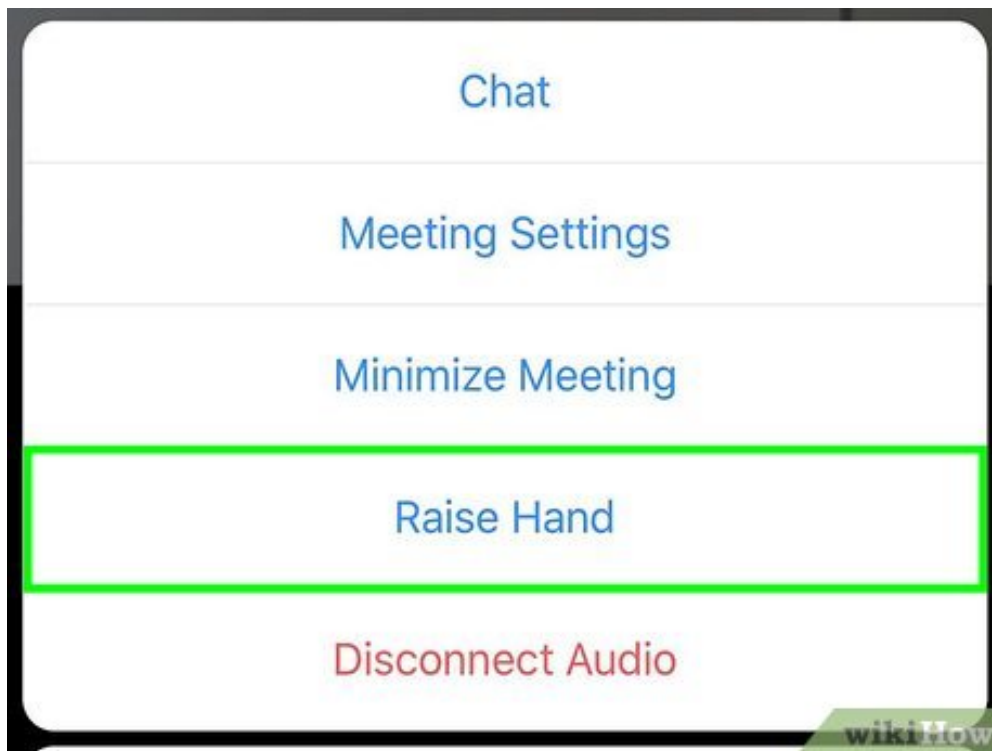 Chat
Meeting Settings
Minimize Meeting
Raise Hand
Disconnect Audio
wikiHow